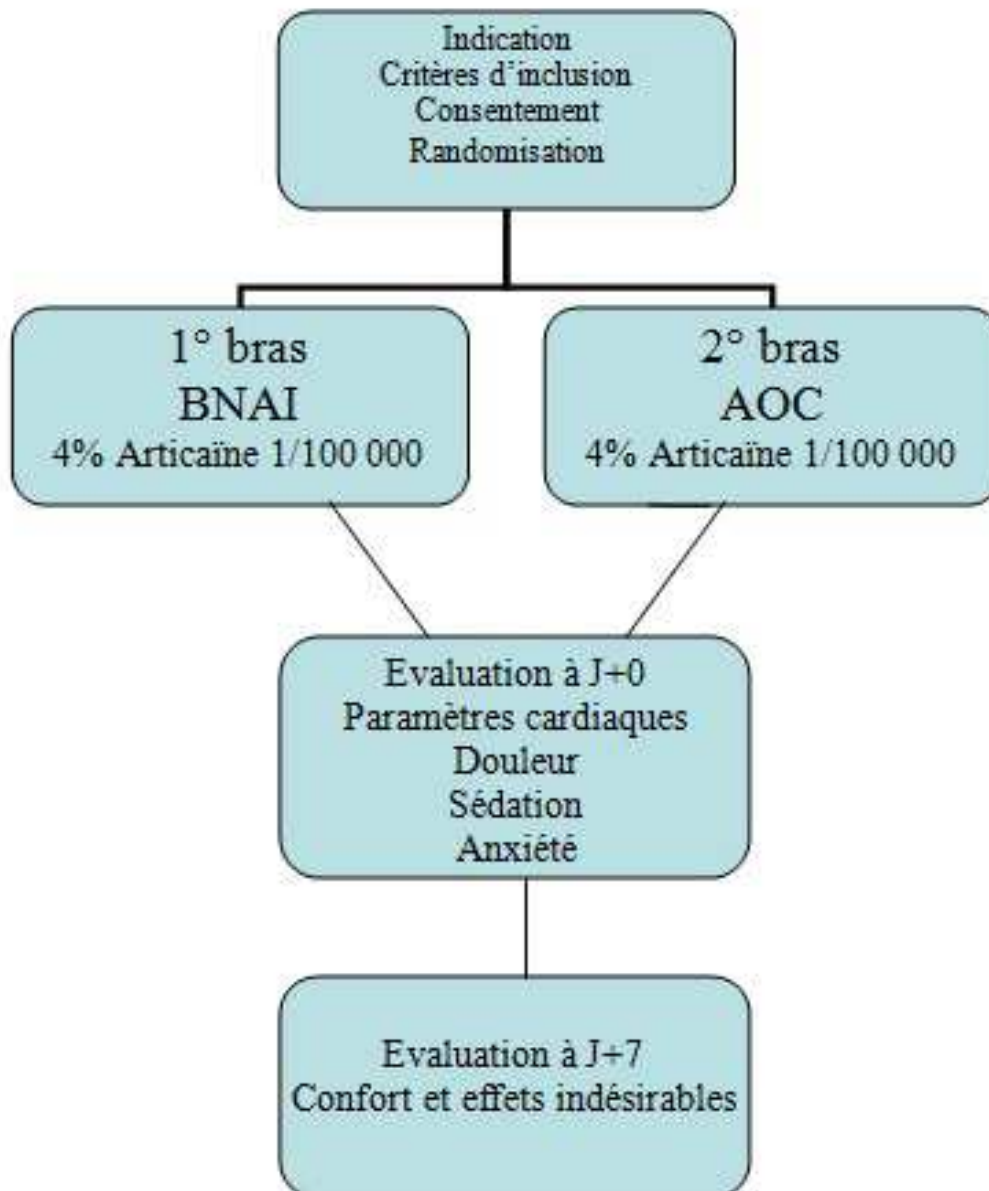 Indication
Critères d'inclusion
Consentement
Randomisation
1° bras
BNAI
4% Articaïne 1/100 000
2° bras
AOC
4% Articaïne 1/100 000
Evaluation à J+0
Paramètres cardiaques
Douleur
Sédation
Anxiété
Evaluation à J+7
Confort et effets indésirables